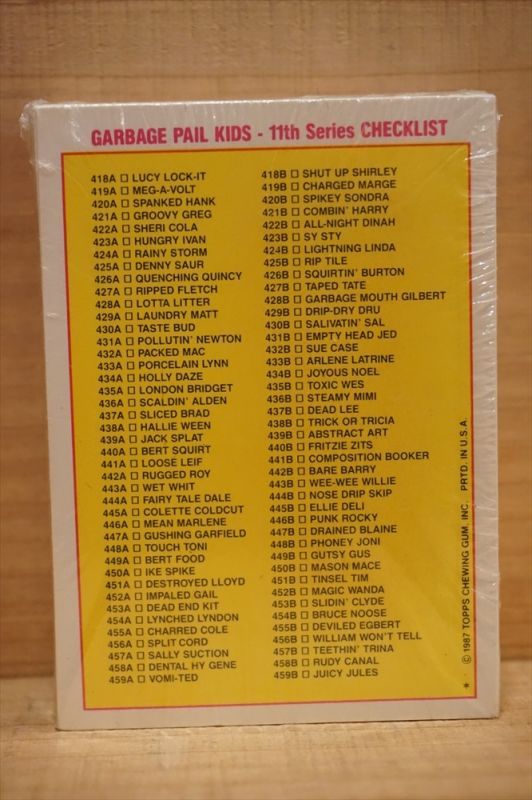 GARBAGE PAIL KIDS - 11th Series CHECKLIST
418A □ LUCY LOCK-IT
419A □ MEG-A-VOLT
420A □ SPANKED HANK
421A □ GROOVY GREG
422A □ SHERI COLA
423A □ HUNGRY IVAN
424A □ RAINY STORM
425A □ DENNY SAUR
426A □ QUENCHING QUINCY
427A □ RIPPED FLETCH
428A □ LOTTA LITTER
429A □ LAUNDRY MATT
430A □ TASTE BUD
431A □ POLLUTIN' NEWTON
432A □ PACKED MAC
433A □ PORCELAIN LYNN
434A □ HOLLY DAZE
435A □ LONDON BRIDGET
436A □ SCALDIN' ALDEN
437A □ SLICED BRAD
438A □ HALLIE WEEN
439A □ JACK SPLAT
440A □ BERT SQUIRT
441A □ LOOSE LEIF
442A □ RUGGED ROY
443A □ WET WHIT
444A □ FAIRY TALE DALE
445A □ COLETTE COLDCUT
446A □ MEAN MARLENE
447A □ GUSHING GARFIELD
448A □ TOUCH TONI
449A □ BERT FOOD
450A □ IKE SPIKE
451A □ DESTROYED LLOYD
452A □ IMPALED GAIL
453A □ DEAD END KIT
454A □ LYNCHED LYNDON
455A □ CHARRED COLE
456A □ SPLIT CORD
457A □ SALLY SUCTION
458A □ DENTAL HY GENE
459A □ VOMI-TED
418B □ SHUT UP SHIRLEY
419B □ CHARGED MARGE
420B □ SPIKEY SONDRA
421B □ COMBIN' HARRY
422B □ ALL-NIGHT DINAH
423B □ SY STY
424B □ LIGHTNING LINDA
425B □ RIP TILE
426B □ SQUIRTIN' BURTON
427B □ TAPED TATE
428B □ GARBAGE MOUTH GILBERT
429B □ DRIP-DRY DRU
430B □ SALIVATIN' SAL
431B □ EMPTY HEAD JED
432B □ SUE CASE
433B □ ARLENE LATRINE
434B □ JOYOUS NOEL
435B □ TOXIC WES
436B □ STEAMY MIMI
437B □ DEAD LEE
438B □ TRICK OR TRICIA
439B □ ABSTRACT ART
440B □ FRITZIE ZITS
441B □ COMPOSITION BOOKER
442B □ BARE BARRY
443B □ WEE-WEE WILLIE
444B □ NOSE DRIP SKIP
445B □ ELLIE DELI
446B □ PUNK ROCKY
447B □ DRAINED BLAINE
448B □ PHONEY JONI
449B □ GUTSY GUS
450B □ MASON MACE
451B □ TINSEL TIM
452B □ MAGIC WANDA
453B □ SLIDIN' CLYDE
454B □ BRUCE NOOSE
455B □ DEVILED EGBERT
456B □ WILLIAM WON'T TELL
457B □ TEETHIN' TRINA
458B □ RUDY CANAL
459B □ JUICY JULES
* © 1987 TOPPS CHEWING GUM, INC. PRTD. IN U.S.A.